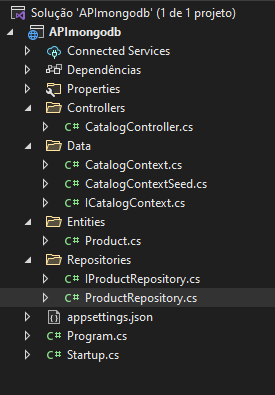 Solução 'APImongodb' (1 de 1 projeto)
APImongodb
Connected Services
Dependências
Properties
Controllers
C# CatalogController.cs
Data
C# CatalogContext.cs
C# CatalogContextSeed.cs
C# ICatalogContext.cs
Entities
C# Product.cs
Repositories
C# IProductRepository.cs
C# ProductRepository.cs
appsettings.json
C# Program.cs
C# Startup.cs